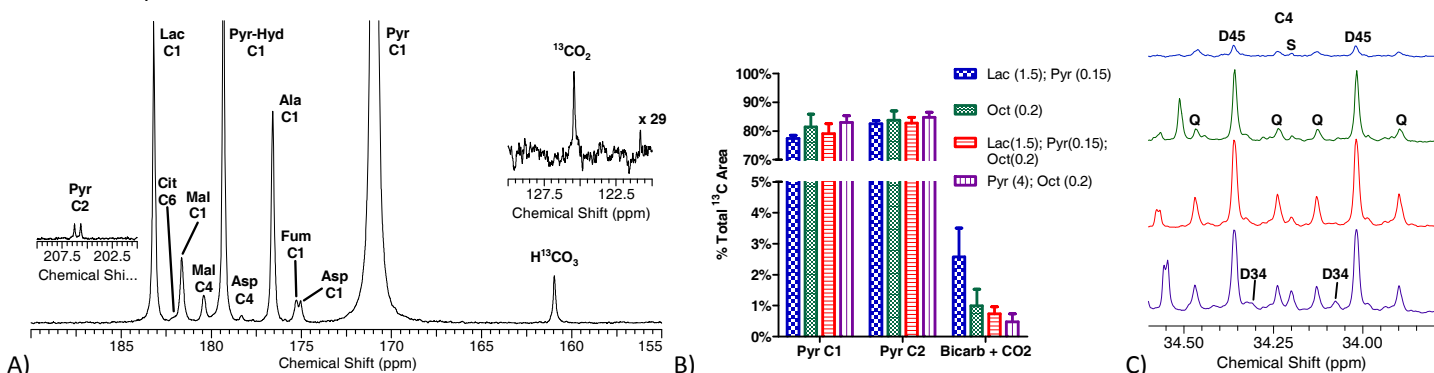 Lac
C1
Pyr-Hyd
C1
Pyr
C1
¹³CO₂
x 29
127.5
122.5
Chemical Shift (ppm)
Ala
C1
Pyr
C2
Cit
C6
Mal
C1
Mal
C4
Asp
C4
Fum
C1
Asp
C1
H¹³CO₃
207.5
202.5
Chemical Shi...
185
180
175
170
165
160
155
Chemical Shift (ppm)
A)
% Total ¹³C Area
100%
90%
80%
70%
5%
4%
3%
2%
1%
0%
Pyr C1
Pyr C2
Bicarb + CO2
Lac (1.5); Pyr (0.15)
Oct (0.2)
Lac(1.5); Pyr(0.15);
Oct(0.2)
Pyr (4); Oct (0.2)
B)
C4
D45
S
D45
Q
Q
Q
Q
D34
D34
34.50
34.25
34.00
Chemical Shift (ppm)
C)